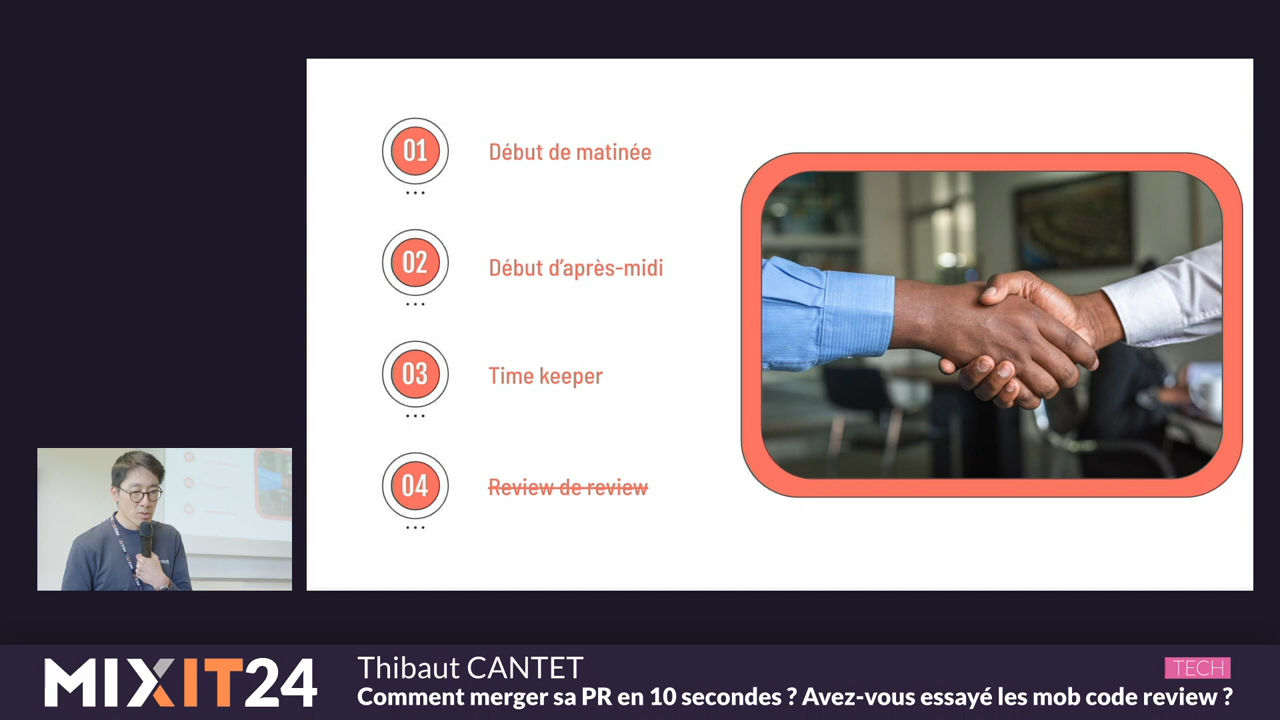 01
Début de matinée
02
Début d'après-midi
03
Time keeper
04
Review de review
MIXIT24
Thibaut CANTET
TECH
Comment merger sa PR en 10 secondes ? Avez-vous essayé les mob code review ?